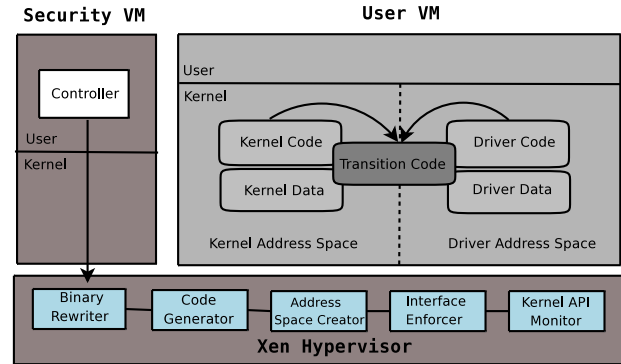 Security VM
User VM
Controller
User
Kernel
User
Kernel
Kernel Code
Driver Code
Transition Code
Kernel Data
Driver Data
Kernel Address Space
Driver Address Space
Binary
Rewriter
Code
Generator
Address
Space Creator
Interface
Enforcer
Kernel API
Monitor
Xen Hypervisor